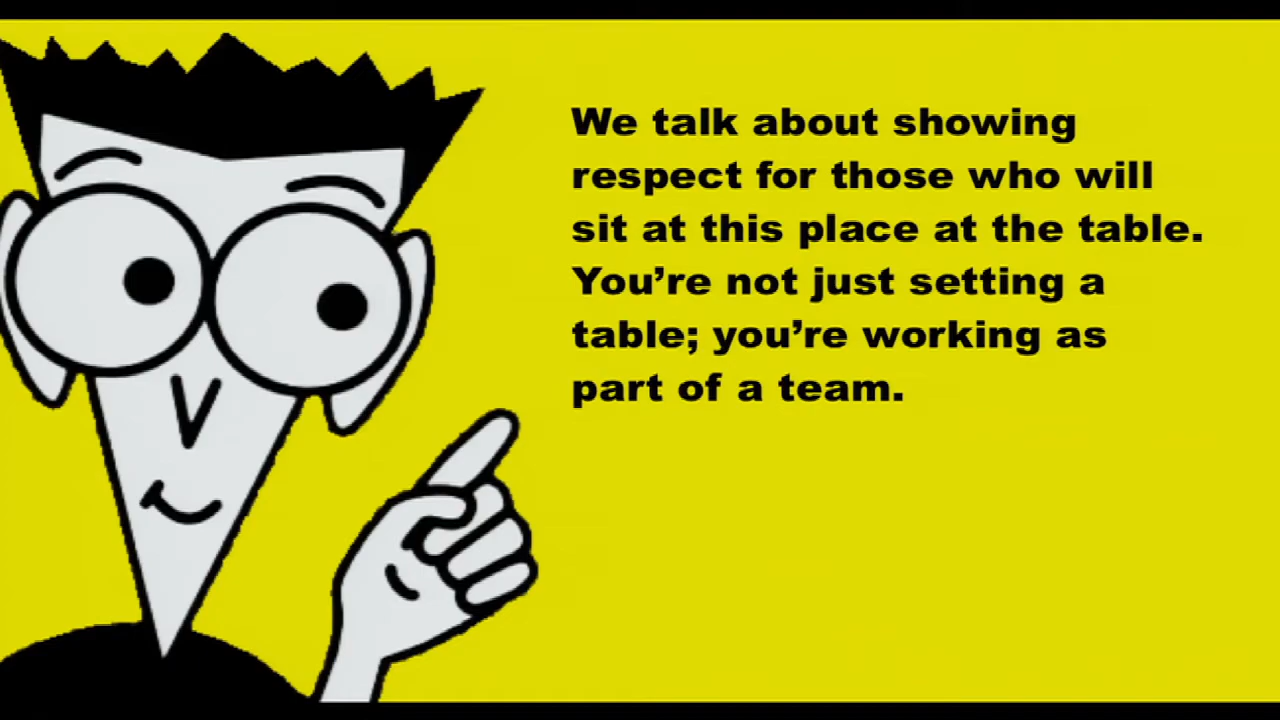 We talk about showing
respect for those who will
sit at this place at the table.
You’re not just setting a
table; you’re working as
part of a team.